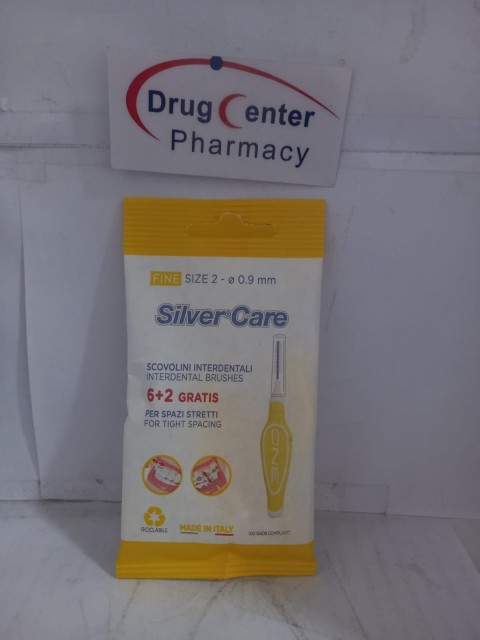 Drug Center
Pharmacy
FINE SIZE 2 - ø 0.9 mm
Silver Care
SCOVOLINI INTERDENTALI
INTERDENTAL BRUSHES
6+2 GRATIS
PER SPAZI STRETTI
FOR TIGHT SPACING
ONE
RICICLABILE
MADE IN ITALY